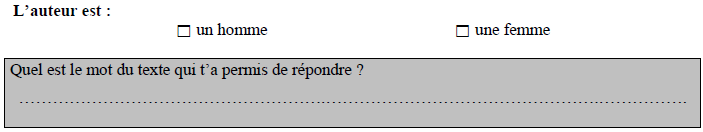 L'auteur est :
□ un homme □ une femme
Quel est le mot du texte qui t'a permis de répondre ?
……………………………………………………………………………………………………….